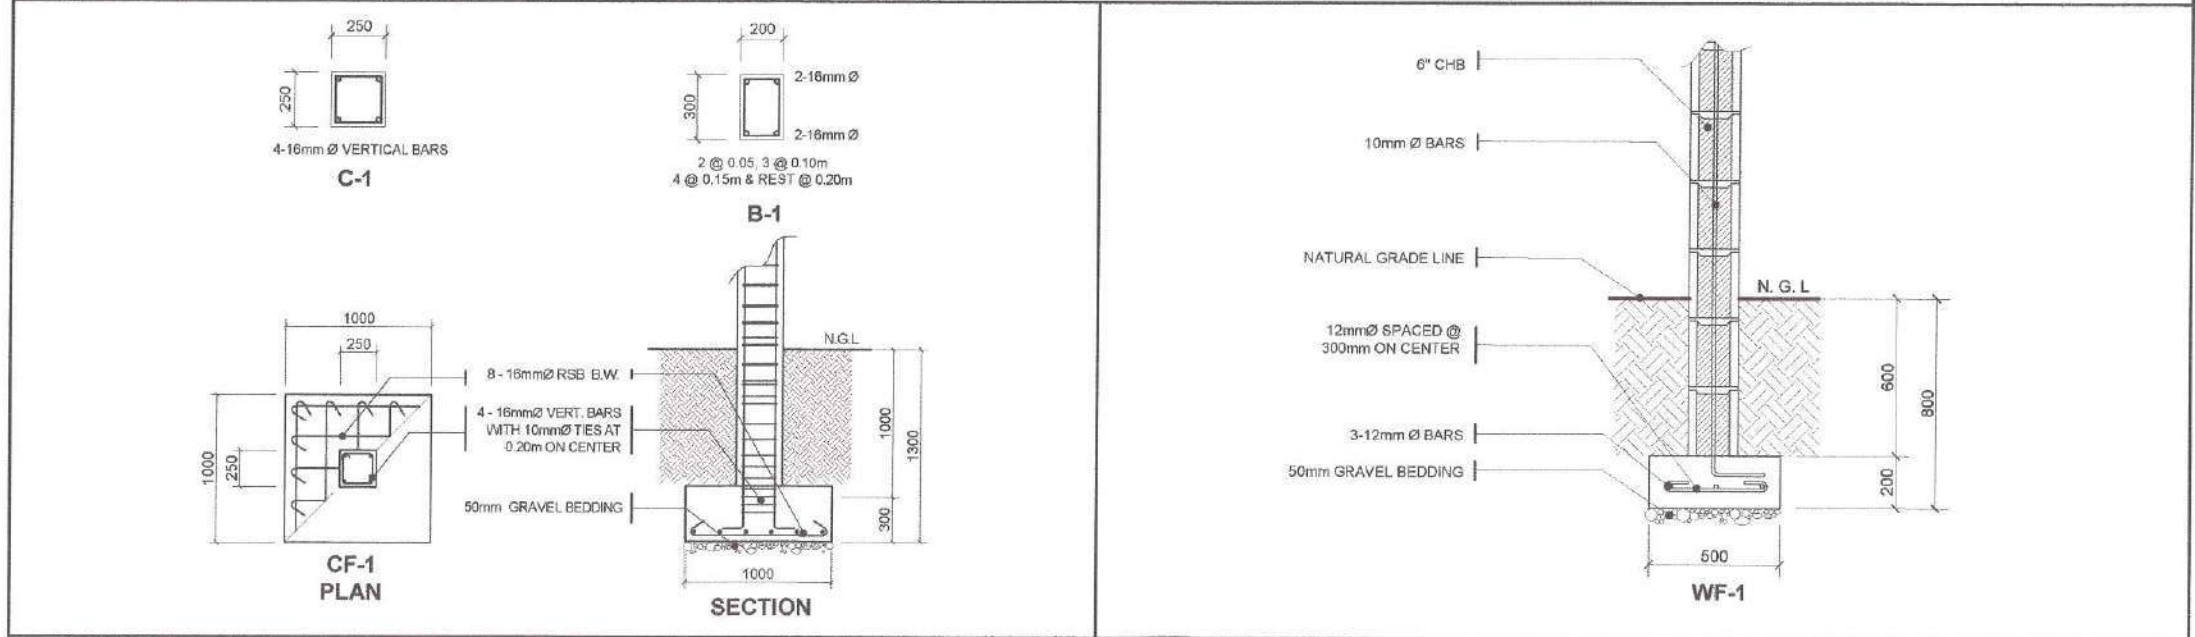 250
250
4-16mm Ø VERTICAL BARS
C-1
200
300
2-16mm Ø
2-16mm Ø
2 @ 0.05, 3 @ 0.10m
4 @ 0.15m & REST @ 0.20m
B-1
1000
250
1000
250
CF-1
PLAN
8 - 16mmØ RSB B.W.
4 - 16mmØ VERT. BARS
WITH 10mmØ TIES AT
0.20m ON CENTER
50mm GRAVEL BEDDING
N.G.L
1000
1300
300
1000
SECTION
6" CHB
10mm Ø BARS
NATURAL GRADE LINE
N. G. L
12mmØ SPACED @
300mm ON CENTER
3-12mm Ø BARS
50mm GRAVEL BEDDING
600
800
200
500
WF-1